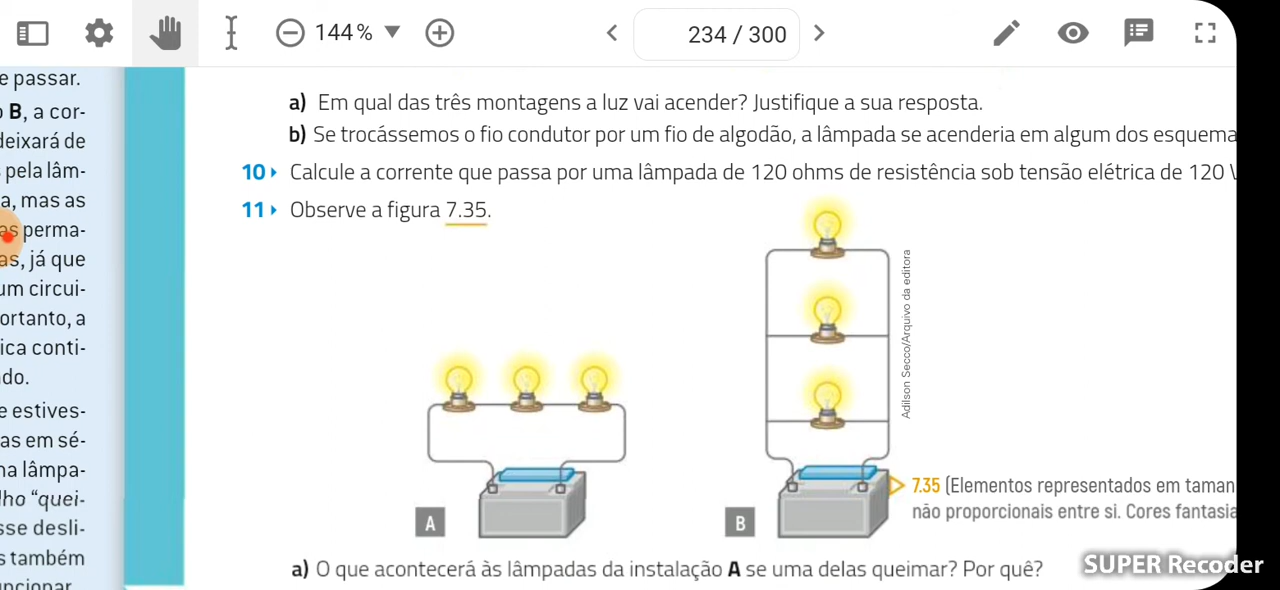 144%
234 / 300
e passar.
B, a cor-
deixará de
pela lâm-
a, mas as
as perma-
as, já que
um circui-
ortanto, a
ica conti-
do.
e estives-
as em sé-
na lâmpa-
lho “quei-
sse desli-
s também
uncionar
a) Em qual das três montagens a luz vai acender? Justifique a sua resposta.
b) Se trocássemos o fio condutor por um fio de algodão, a lâmpada se acenderia em algum dos esquema
10 Calcule a corrente que passa por uma lâmpada de 120 ohms de resistência sob tensão elétrica de 120 V
11 Observe a figura 7.35.
Adilson Secco/Arquivo da editora
A
B
7.35 (Elementos representados em taman
não proporcionais entre si. Cores fantasia
a) O que acontecerá às lâmpadas da instalação A se uma delas queimar? Por quê?
SUPER Recoder